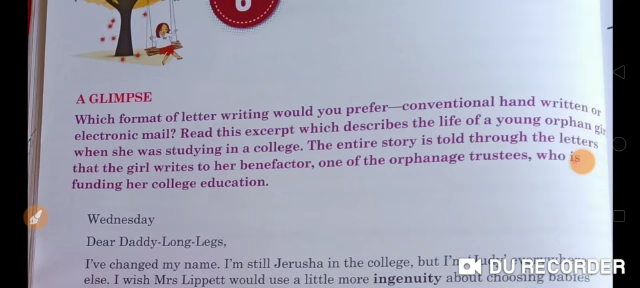 6
A GLIMPSE
Which format of letter writing would you prefer—conventional hand written or
electronic mail? Read this excerpt which describes the life of a young orphan
when she was studying in a college. The entire story is told through the letters
that the girl writes to her benefactor, one of the orphanage trustees, who is
funding her college education.
Wednesday
Dear Daddy-Long-Legs,
I've changed my name. I'm still Jerusha in the college, but I'm
else. I wish Mrs Lippett would use a little more ingenuity about choosing babies'
DU RECORDER